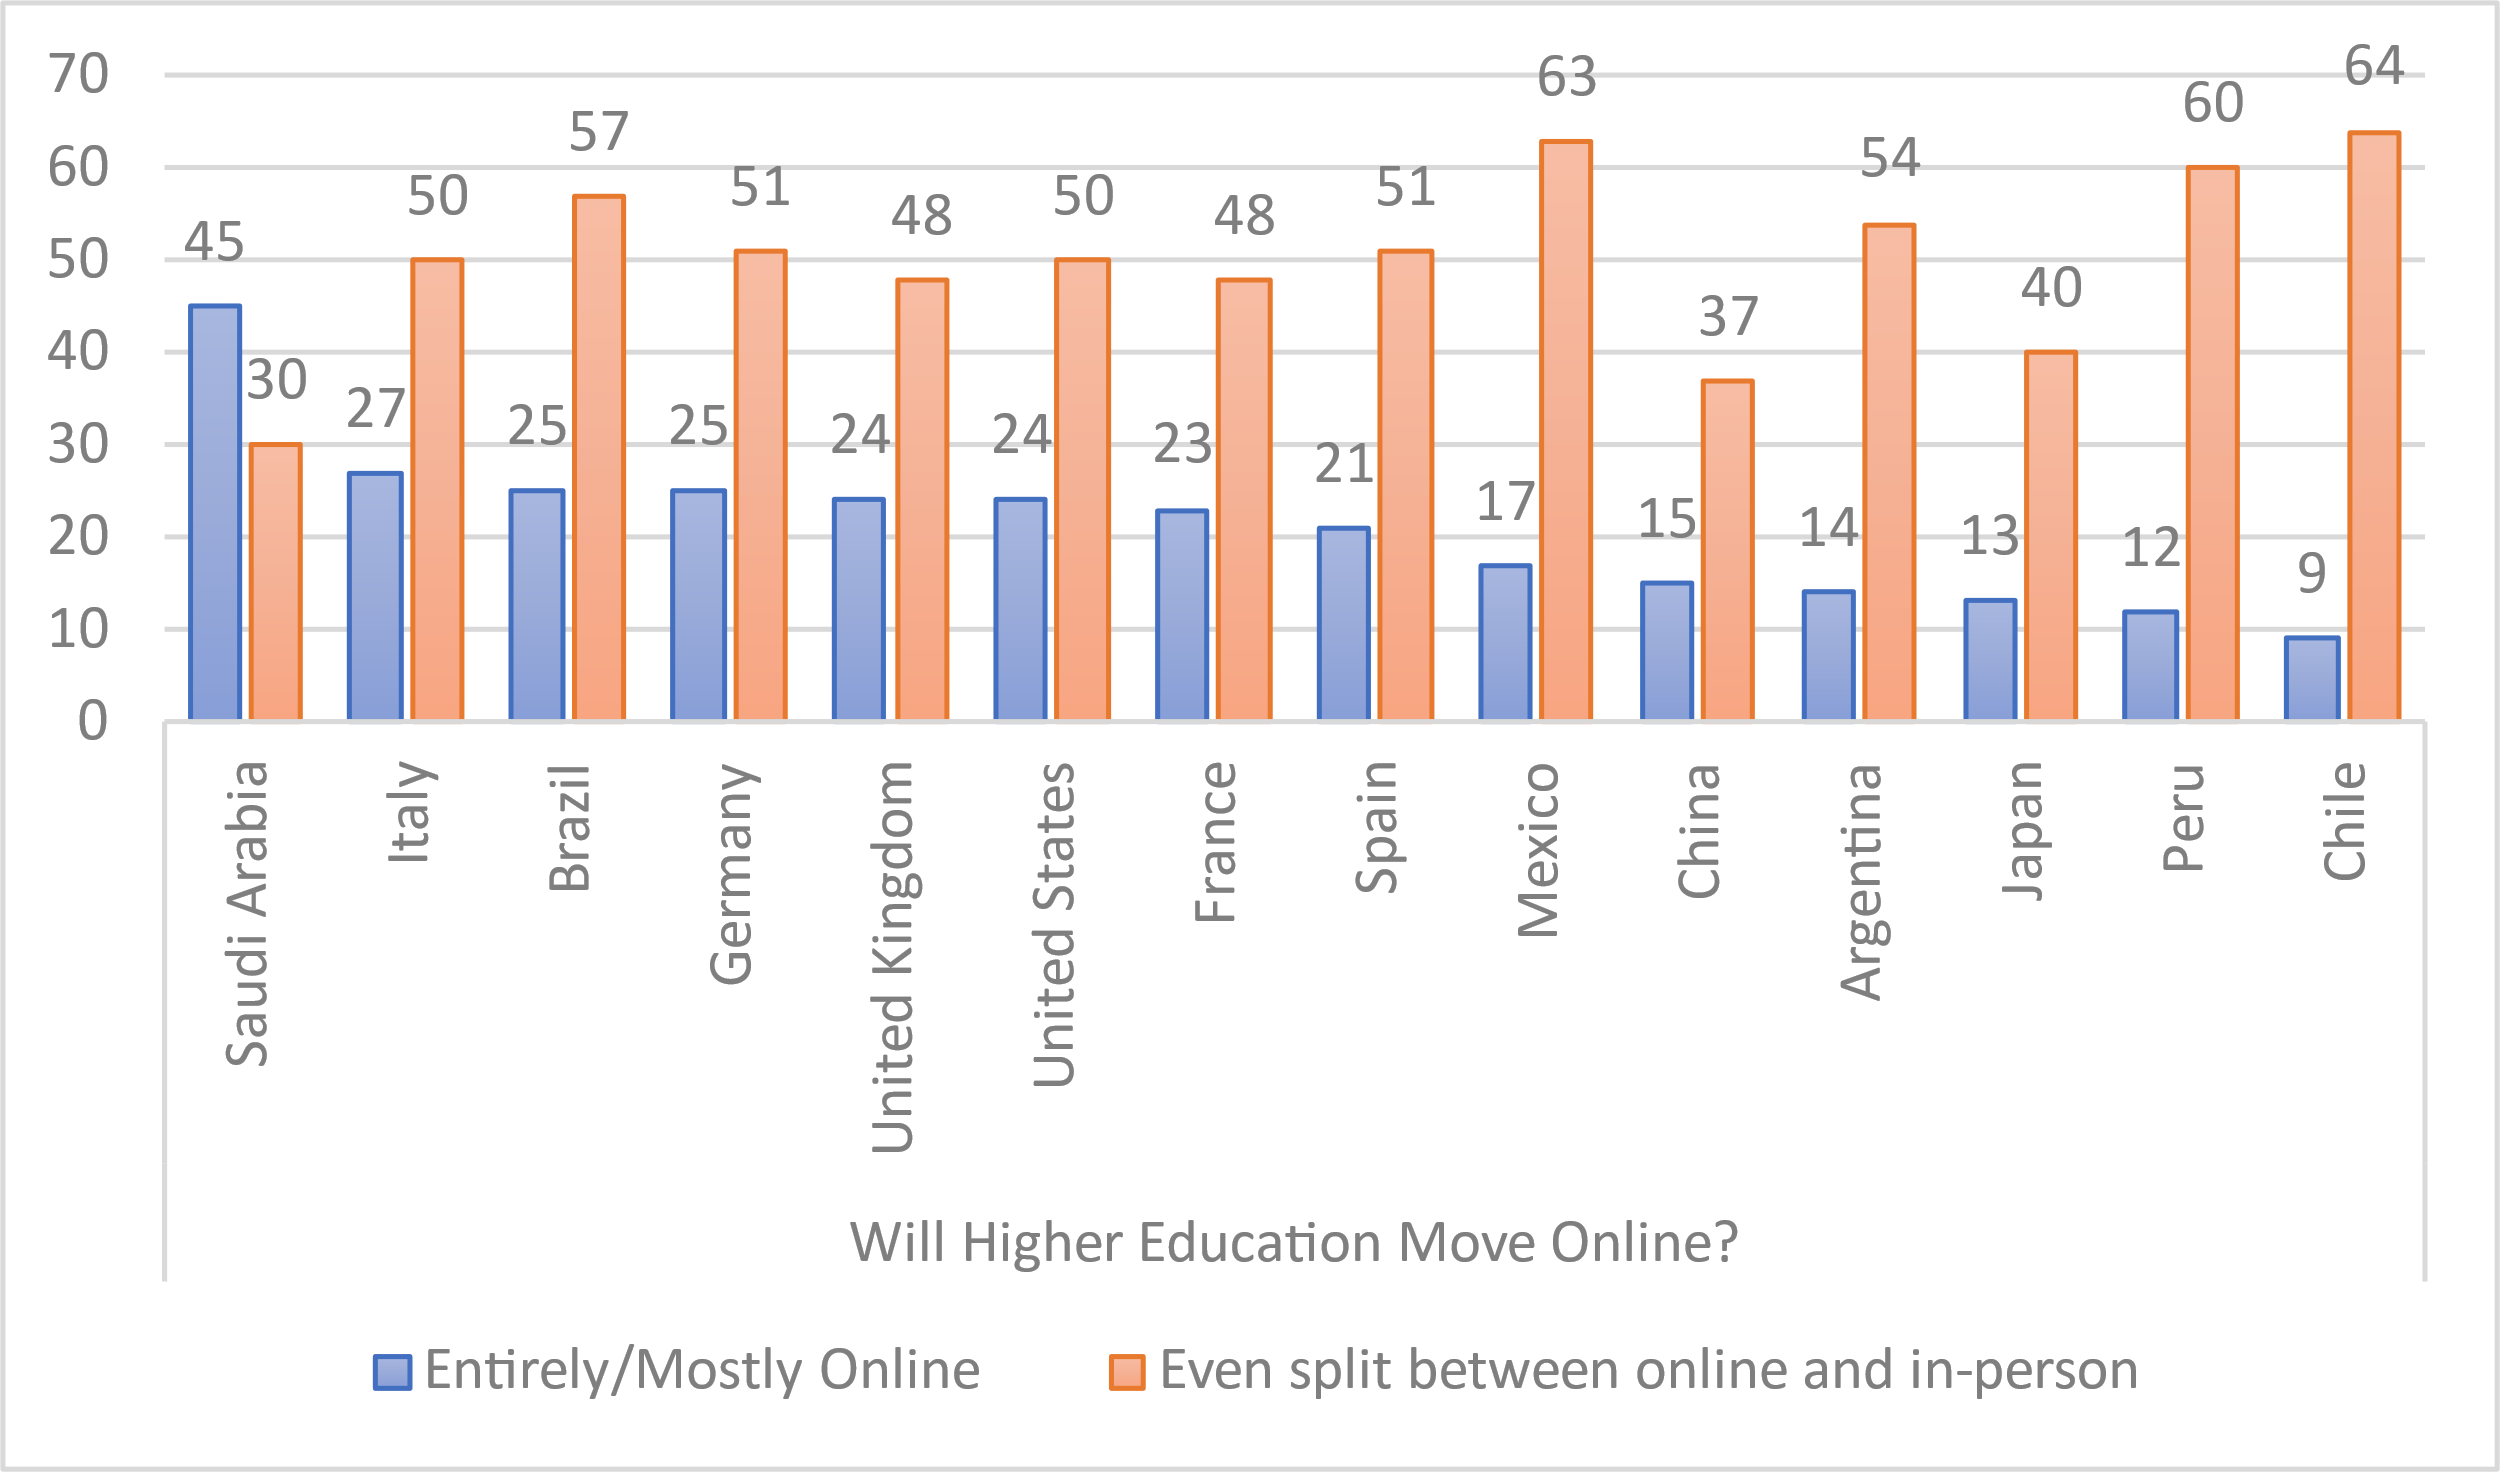 70
60
50
40
30
20
10
0
45
30
27
50
25
57
25
51
24
48
24
50
23
48
21
51
17
63
15
37
14
54
13
40
12
60
9
64
Saudi Arabia
Italy
Brazil
Germany
United Kingdom
United States
France
Spain
Mexico
China
Argentina
Japan
Peru
Chile
Will Higher Education Move Online?
Entirely/Mostly Online
Even split between online and in-person